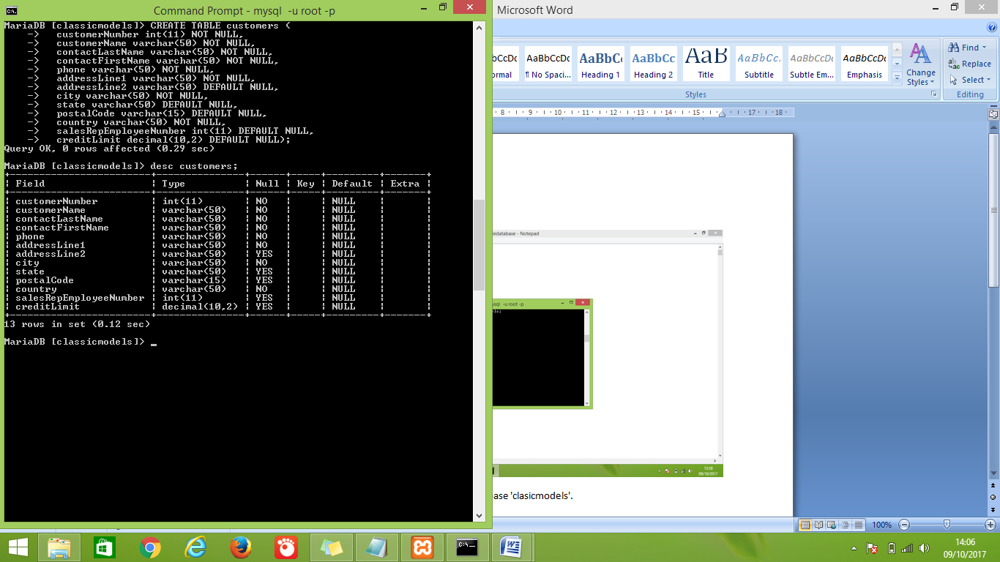 Command Prompt - mysql  -u root -p
MariaDB [classicmodels]> CREATE TABLE customers (
    ->   customerNumber int(11) NOT NULL,
    ->   customerName varchar(50) NOT NULL,
    ->   contactLastName varchar(50) NOT NULL,
    ->   contactFirstName varchar(50) NOT NULL,
    ->   phone varchar(50) NOT NULL,
    ->   addressLine1 varchar(50) NOT NULL,
    ->   addressLine2 varchar(50) DEFAULT NULL,
    ->   city varchar(50) NOT NULL,
    ->   state varchar(50) DEFAULT NULL,
    ->   postalCode varchar(15) DEFAULT NULL,
    ->   country varchar(50) NOT NULL,
    ->   salesRepEmployeeNumber int(11) DEFAULT NULL,
    ->   creditLimit decimal(10,2) DEFAULT NULL);
Query OK, 0 rows affected (0.29 sec)
MariaDB [classicmodels]> desc customers;
+------------------------+---------------+------+-----+---------+-------+
| Field                  | Type          | Null | Key | Default | Extra |
+------------------------+---------------+------+-----+---------+-------+
| customerNumber         | int(11)       | NO   |     | NULL    |       |
| customerName           | varchar(50)   | NO   |     | NULL    |       |
| contactLastName        | varchar(50)   | NO   |     | NULL    |       |
| contactFirstName       | varchar(50)   | NO   |     | NULL    |       |
| phone                  | varchar(50)   | NO   |     | NULL    |       |
| addressLine1           | varchar(50)   | NO   |     | NULL    |       |
| addressLine2           | varchar(50)   | YES  |     | NULL    |       |
| city                   | varchar(50)   | NO   |     | NULL    |       |
| state                  | varchar(50)   | YES  |     | NULL    |       |
| postalCode             | varchar(15)   | YES  |     | NULL    |       |
| country                | varchar(50)   | NO   |     | NULL    |       |
| salesRepEmployeeNumber | int(11)       | YES  |     | NULL    |       |
| creditLimit            | decimal(10,2) | YES  |     | NULL    |       |
+------------------------+---------------+------+-----+---------+-------+
13 rows in set (0.12 sec)
MariaDB [classicmodels]> _
Microsoft Word
AaBbCcDc AaBbCc AaBbCc AaB AaBbCc. AaBbCcDc AaBbCcDc
¶ No Spaci... Heading 1 Heading 2 Title Subtitle Subtle Em... Emphasis
Change
Styles
Find
Replace
Select
Styles
Editing
8 9 10 11 12 13 14 15 17 18
edatabase - Notepad
ysql -u root -p
13:58
09/10/2017
ase 'clasicmodels'.
100%
14:06
09/10/2017